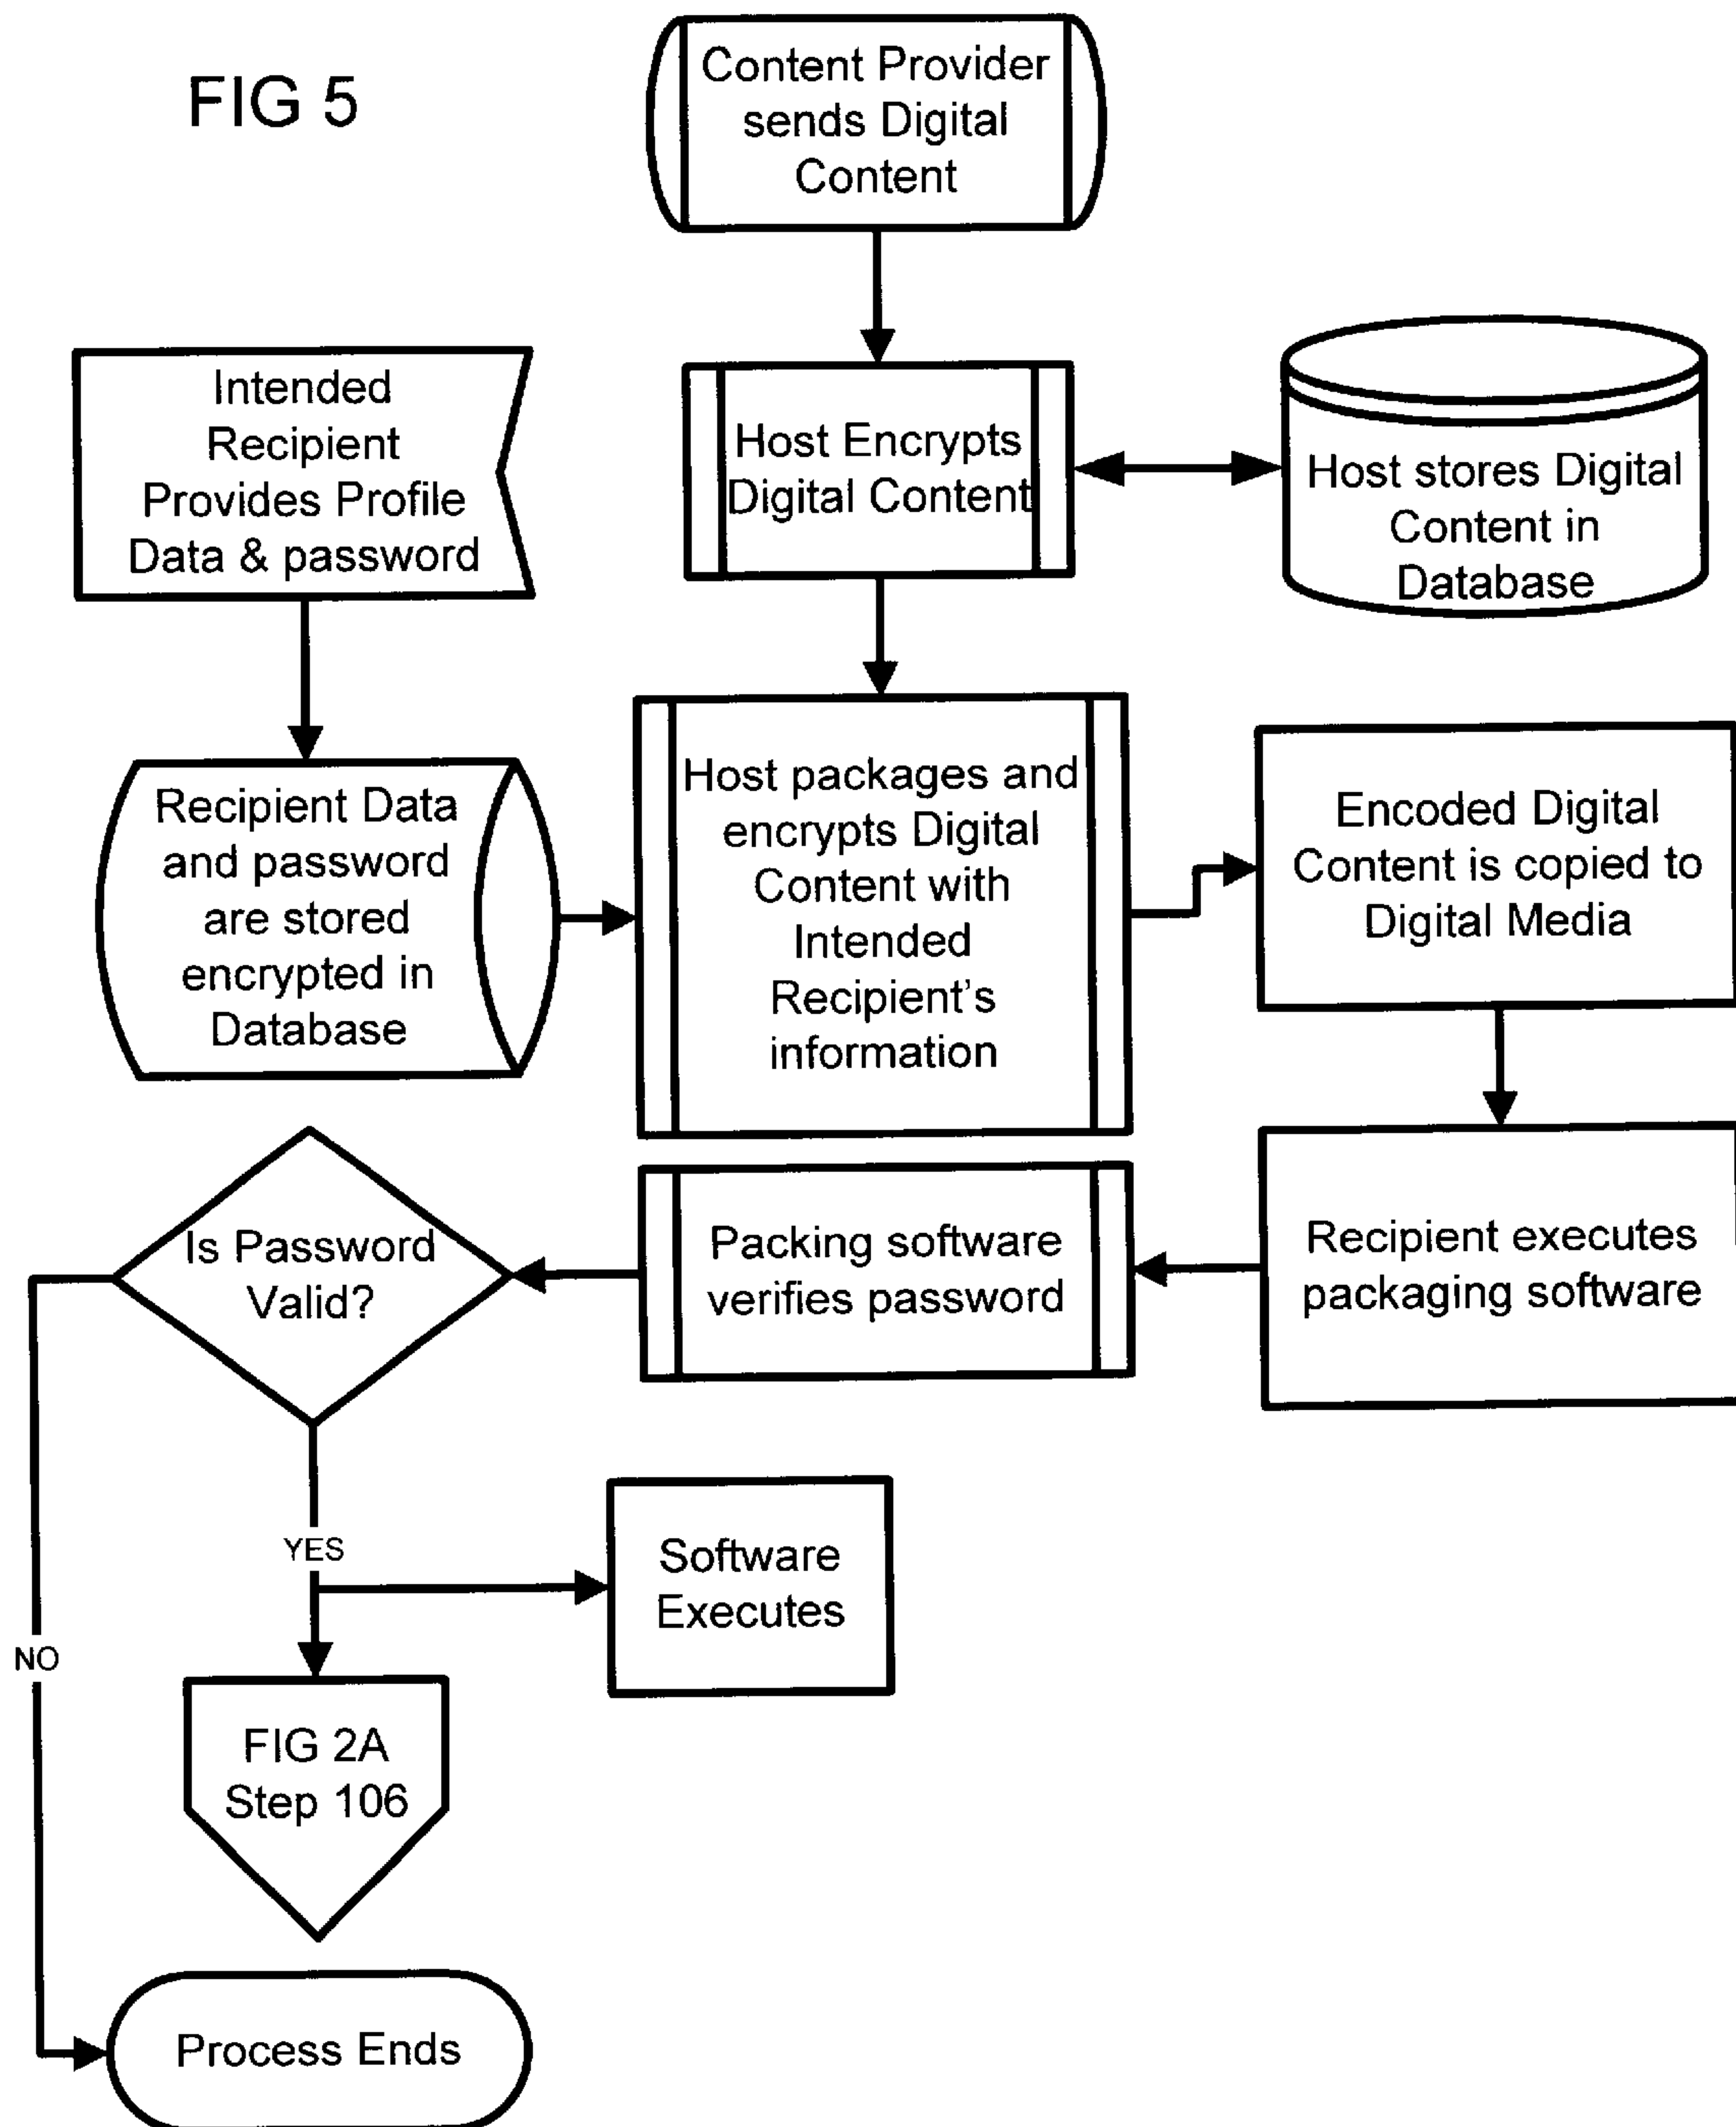 FIG 5
Content Provider
sends Digital
Content
Intended
Recipient
Provides Profile
Data & password
Host Encrypts
Digital Content
Host stores Digital
Content in
Database
Recipient Data
and password
are stored
encrypted in
Database
Host packages and
encrypts Digital
Content with
Intended
Recipient's
information
Encoded Digital
Content is copied to
Digital Media
Is Password
Valid?
Packing software
verifies password
Recipient executes
packaging software
YES
Software
Executes
NO
FIG 2A
Step 106
Process Ends